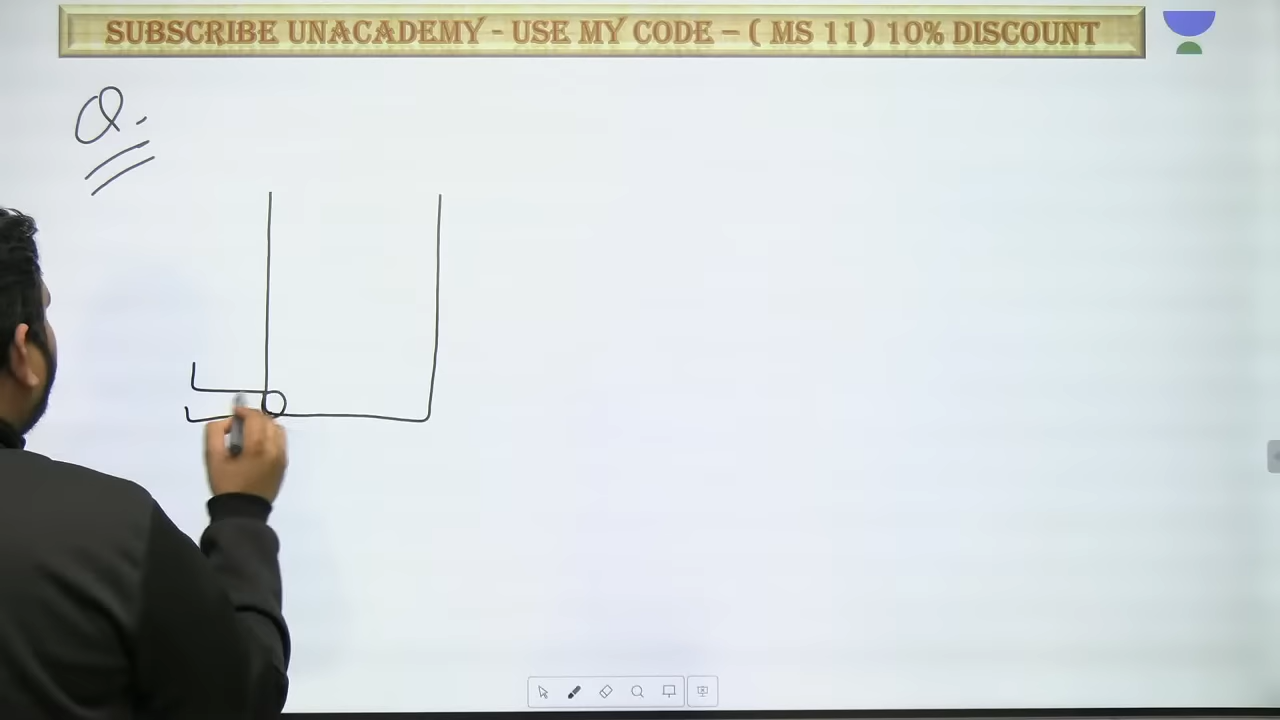 SUBSCRIBE UNACADEMY - USE MY CODE – ( MS 11) 10% DISCOUNT
Q.